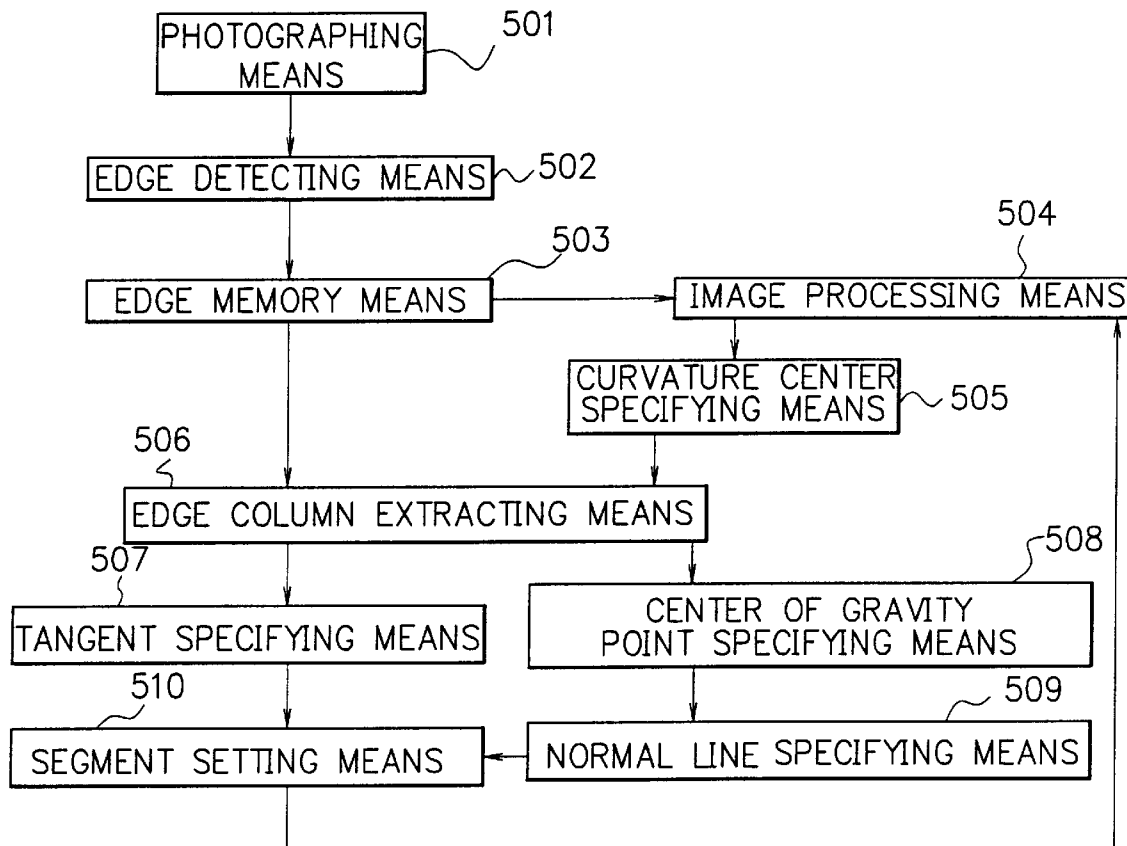 PHOTOGRAPHING
MEANS
501
EDGE DETECTING MEANS
502
503
EDGE MEMORY MEANS
504
IMAGE PROCESSING MEANS
CURVATURE CENTER
SPECIFYING MEANS
505
506
EDGE COLUMN EXTRACTING MEANS
507
TANGENT SPECIFYING MEANS
508
CENTER OF GRAVITY
POINT SPECIFYING MEANS
510
SEGMENT SETTING MEANS
509
NORMAL LINE SPECIFYING MEANS